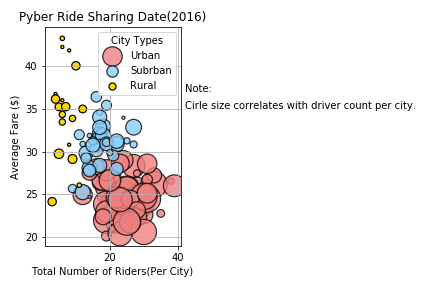 Pyber Ride Sharing Date(2016)
City Types
Urban
Subrban
Rural
Note:
Cirle size correlates with driver count per city.
Average Fare ($)
40
35
30
25
20
20
40
Total Number of Riders(Per City)